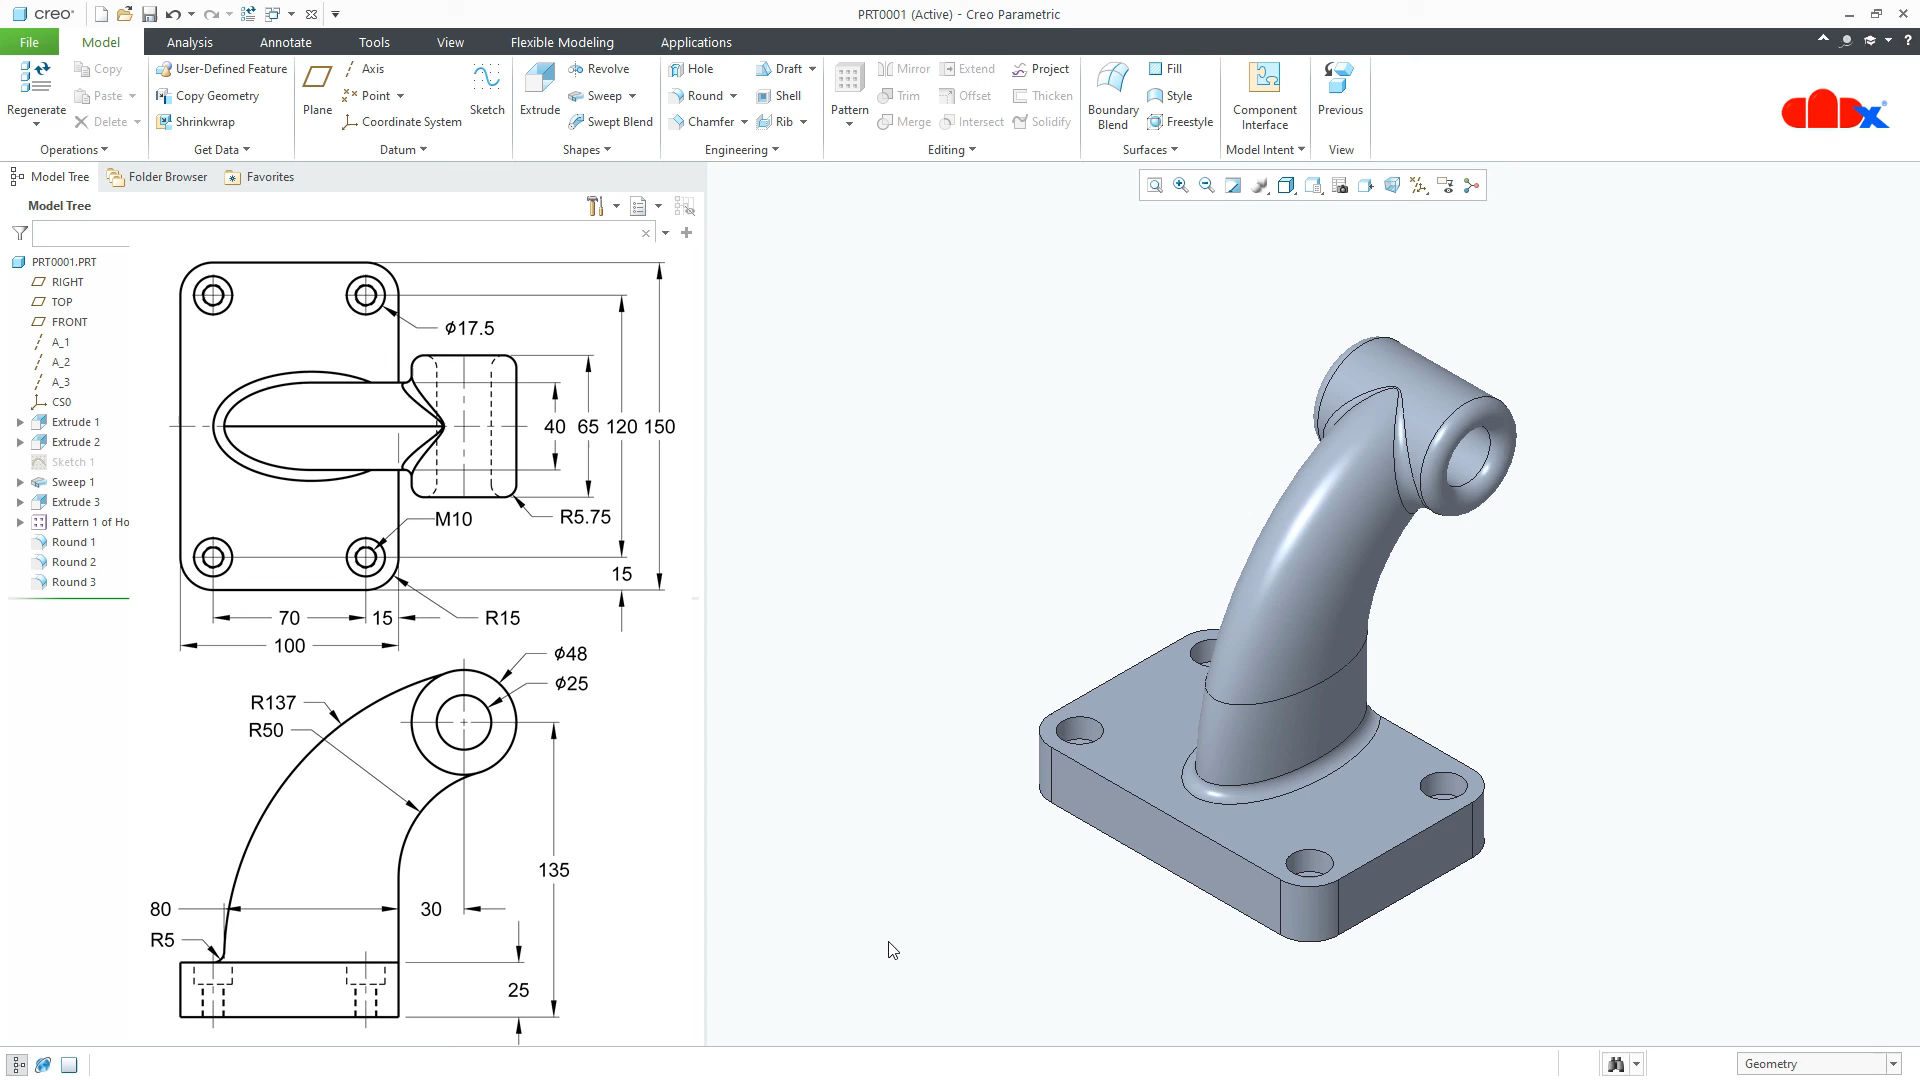 creo
PRT0001 (Active) - Creo Parametric
File
Model
Analysis
Annotate
Tools
View
Flexible Modeling
Applications
Regenerate
Copy
Paste
Delete
Operations
User-Defined Feature
Copy Geometry
Shrinkwrap
Get Data
Plane
Axis
Point
Coordinate System
Sketch
Datum
Extrude
Revolve
Sweep
Swept Blend
Shapes
Hole
Round
Chamfer
Draft
Shell
Rib
Engineering
Pattern
Mirror
Trim
Merge
Extend
Offset
Intersect
Project
Thicken
Solidify
Editing
Boundary
Blend
Fill
Style
Freestyle
Surfaces
Component
Interface
Model Intent
Previous
View
Model Tree
Folder Browser
Favorites
Model Tree
PRT0001.PRT
RIGHT
TOP
FRONT
A_1
A_2
A_3
CS0
Extrude 1
Extrude 2
Sketch 1
Sweep 1
Extrude 3
Pattern 1 of Ho
Round 1
Round 2
Round 3
ϕ17.5
40 65 120 150
M10
R5.75
15
70
15
R15
100
ϕ48
ϕ25
R137
R50
135
80
30
R5
25
Geometry